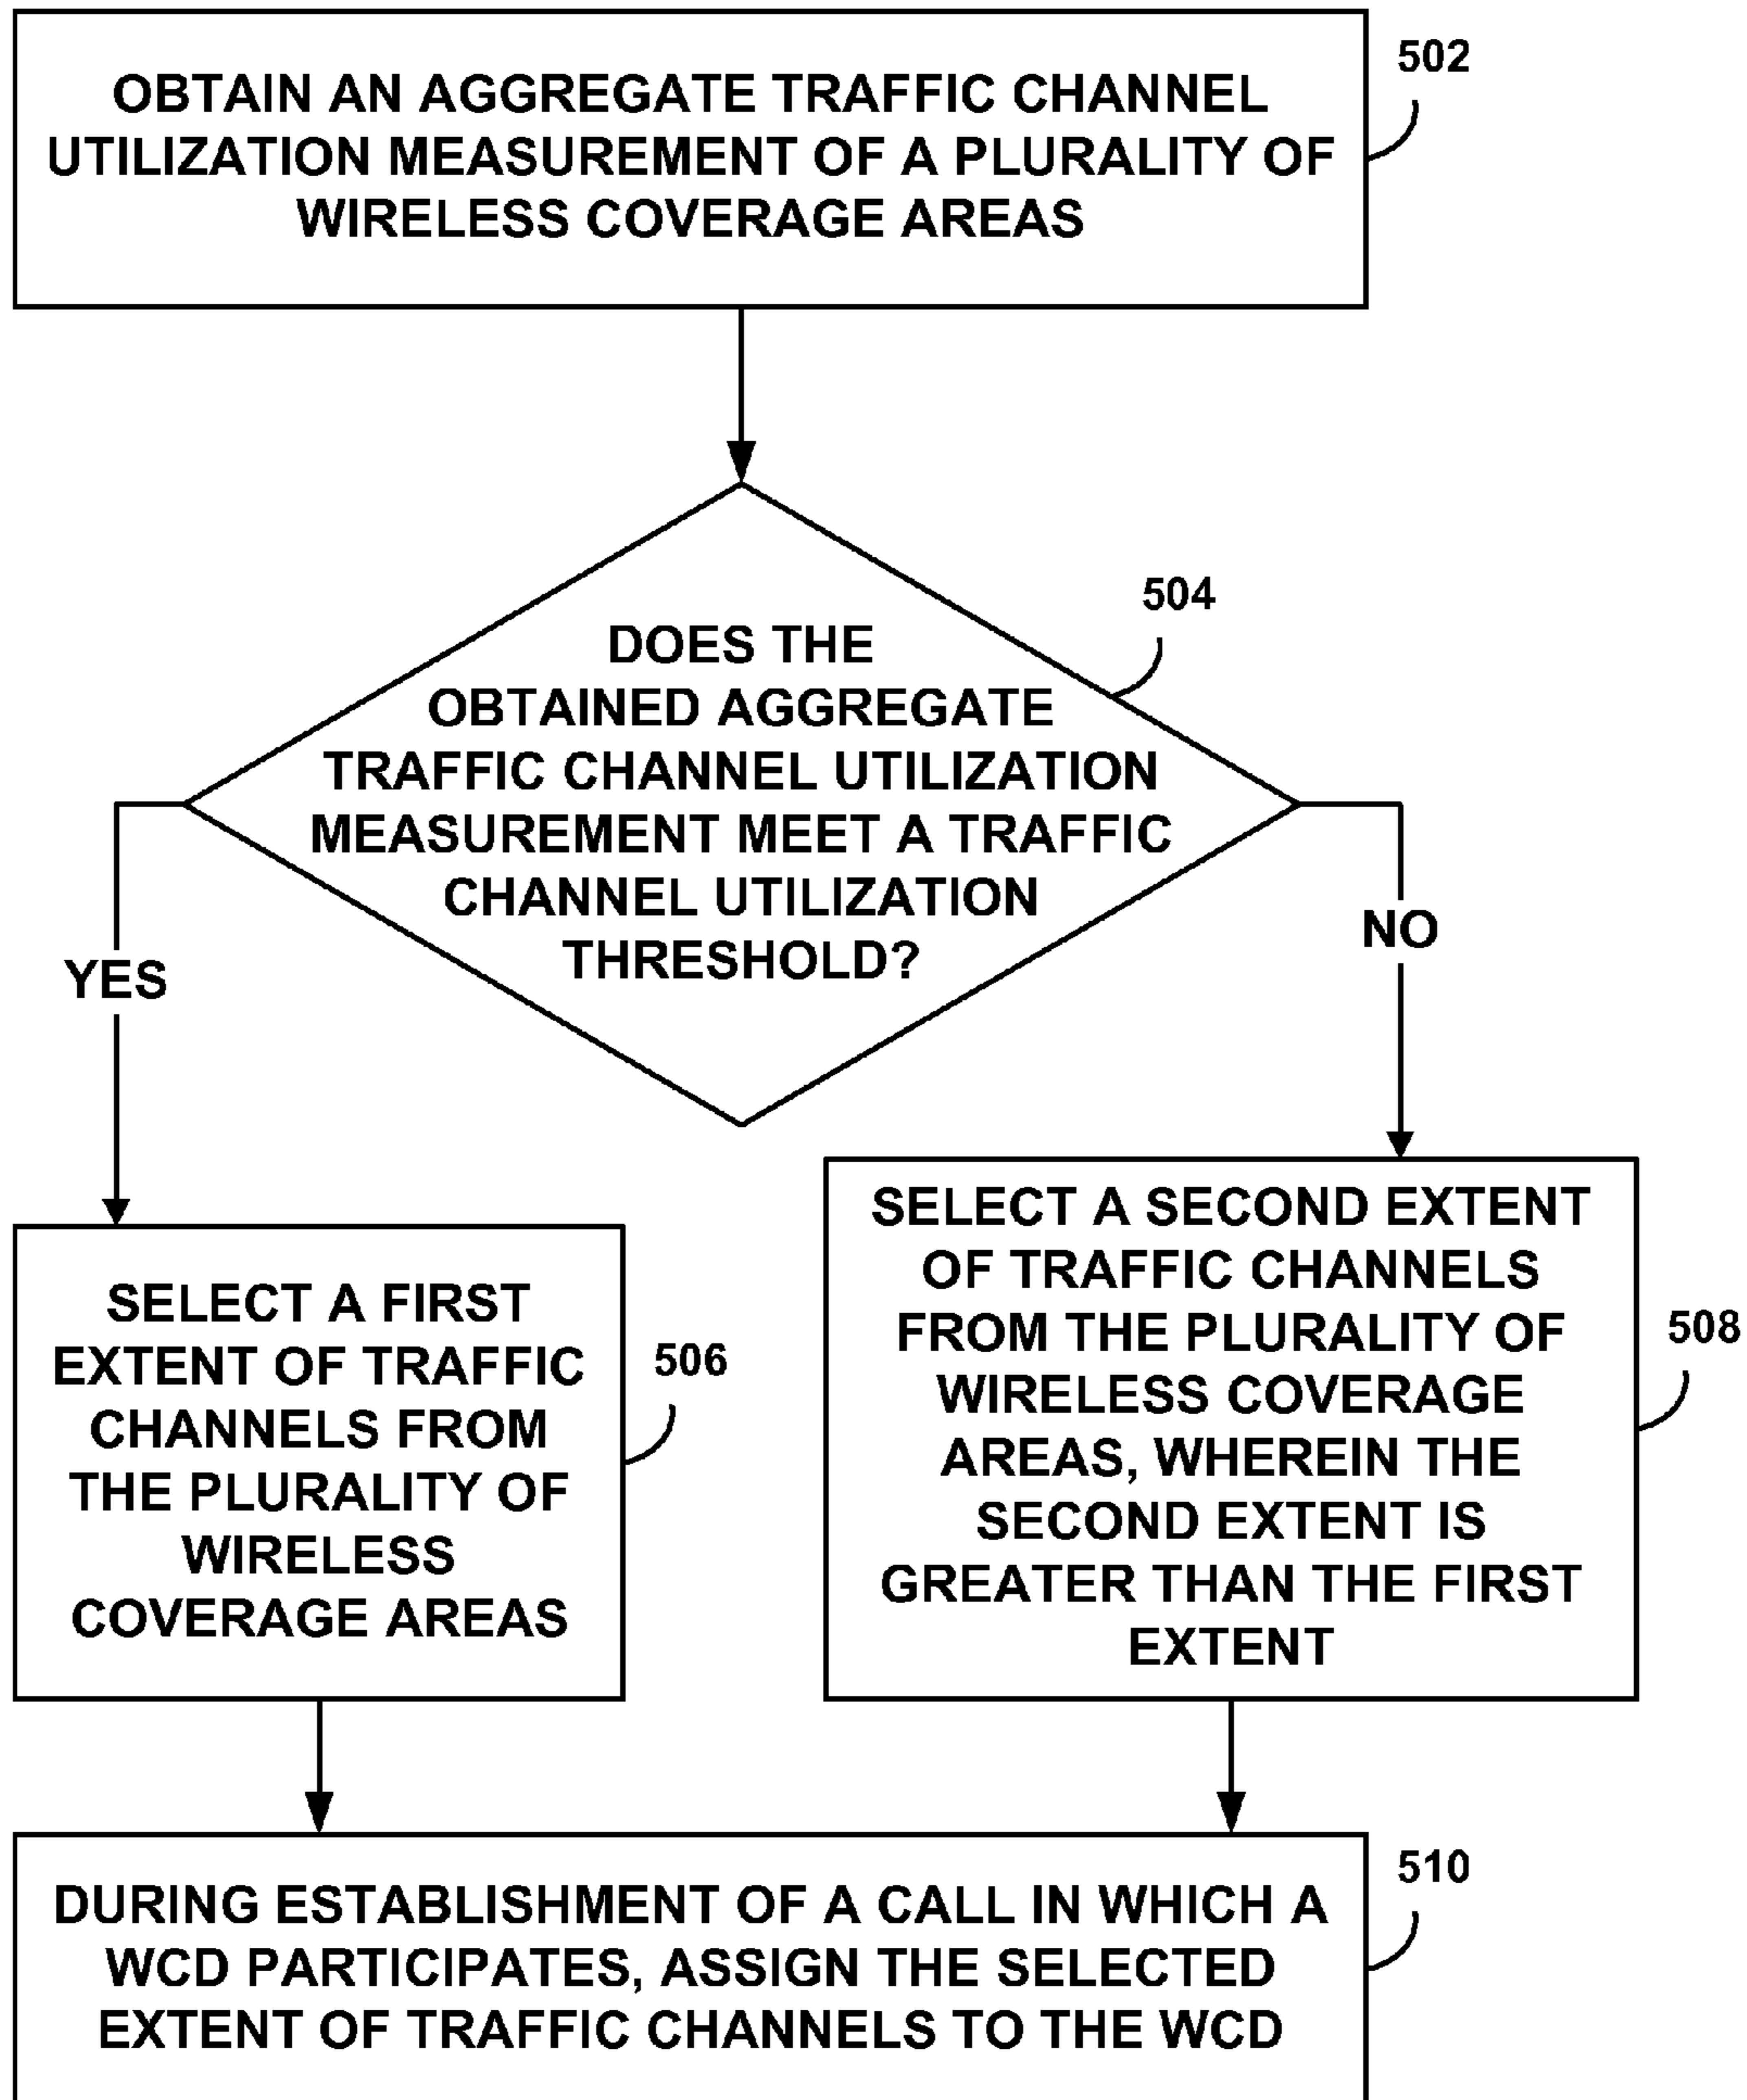 502
OBTAIN AN AGGREGATE TRAFFIC CHANNEL
UTILIZATION MEASUREMENT OF A PLURALITY OF
WIRELESS COVERAGE AREAS
504
DOES THE
OBTAINED AGGREGATE
TRAFFIC CHANNEL UTILIZATION
MEASUREMENT MEET A TRAFFIC
CHANNEL UTILIZATION
THRESHOLD?
YES
NO
SELECT A FIRST
EXTENT OF TRAFFIC
CHANNELS FROM
THE PLURALITY OF
WIRELESS
COVERAGE AREAS
506
SELECT A SECOND EXTENT
OF TRAFFIC CHANNELS
FROM THE PLURALITY OF
WIRELESS COVERAGE
AREAS, WHEREIN THE
SECOND EXTENT IS
GREATER THAN THE FIRST
EXTENT
508
510
DURING ESTABLISHMENT OF A CALL IN WHICH A
WCD PARTICIPATES, ASSIGN THE SELECTED
EXTENT OF TRAFFIC CHANNELS TO THE WCD